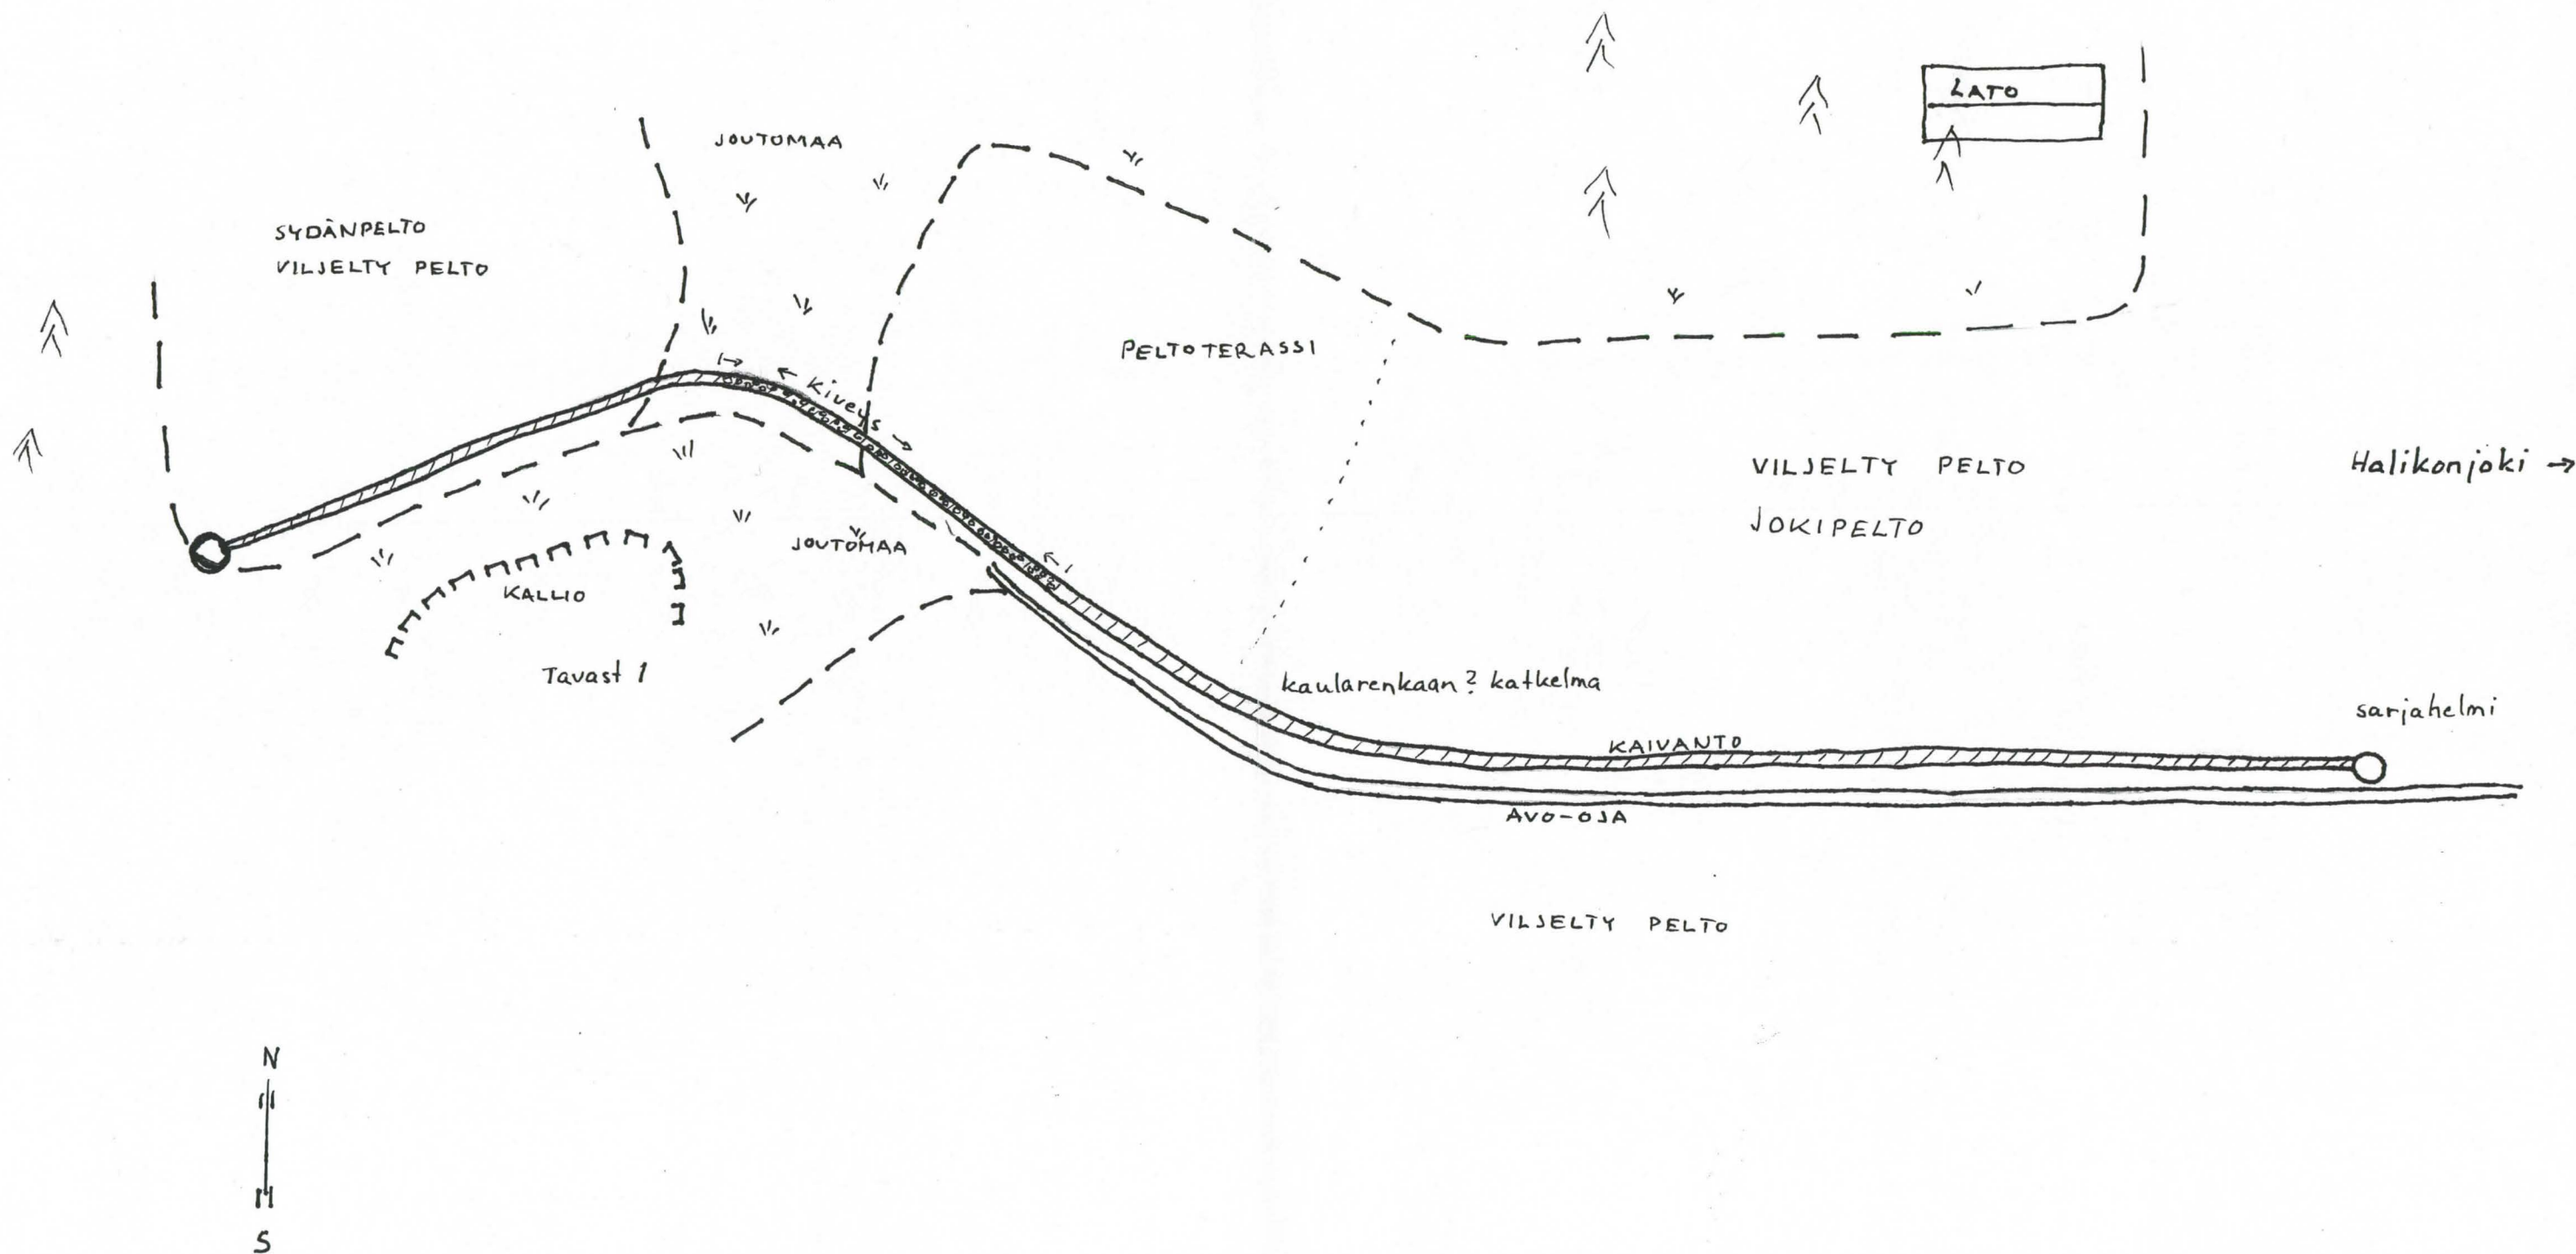 LATO
JOUTOMAA
SYDÄNPELTO
VILJELTY PELTO
PELTOTERASSI
← Kiveys →
VILJELTY PELTO
JOKIPELTO
Halikonjoki →
JOUTOMAA
KALLIO
Tavast 1
kaularenkaan? katkelma
sarjahelmi
KAIVANTO
AVO-OJA
VILJELTY PELTO
N
S